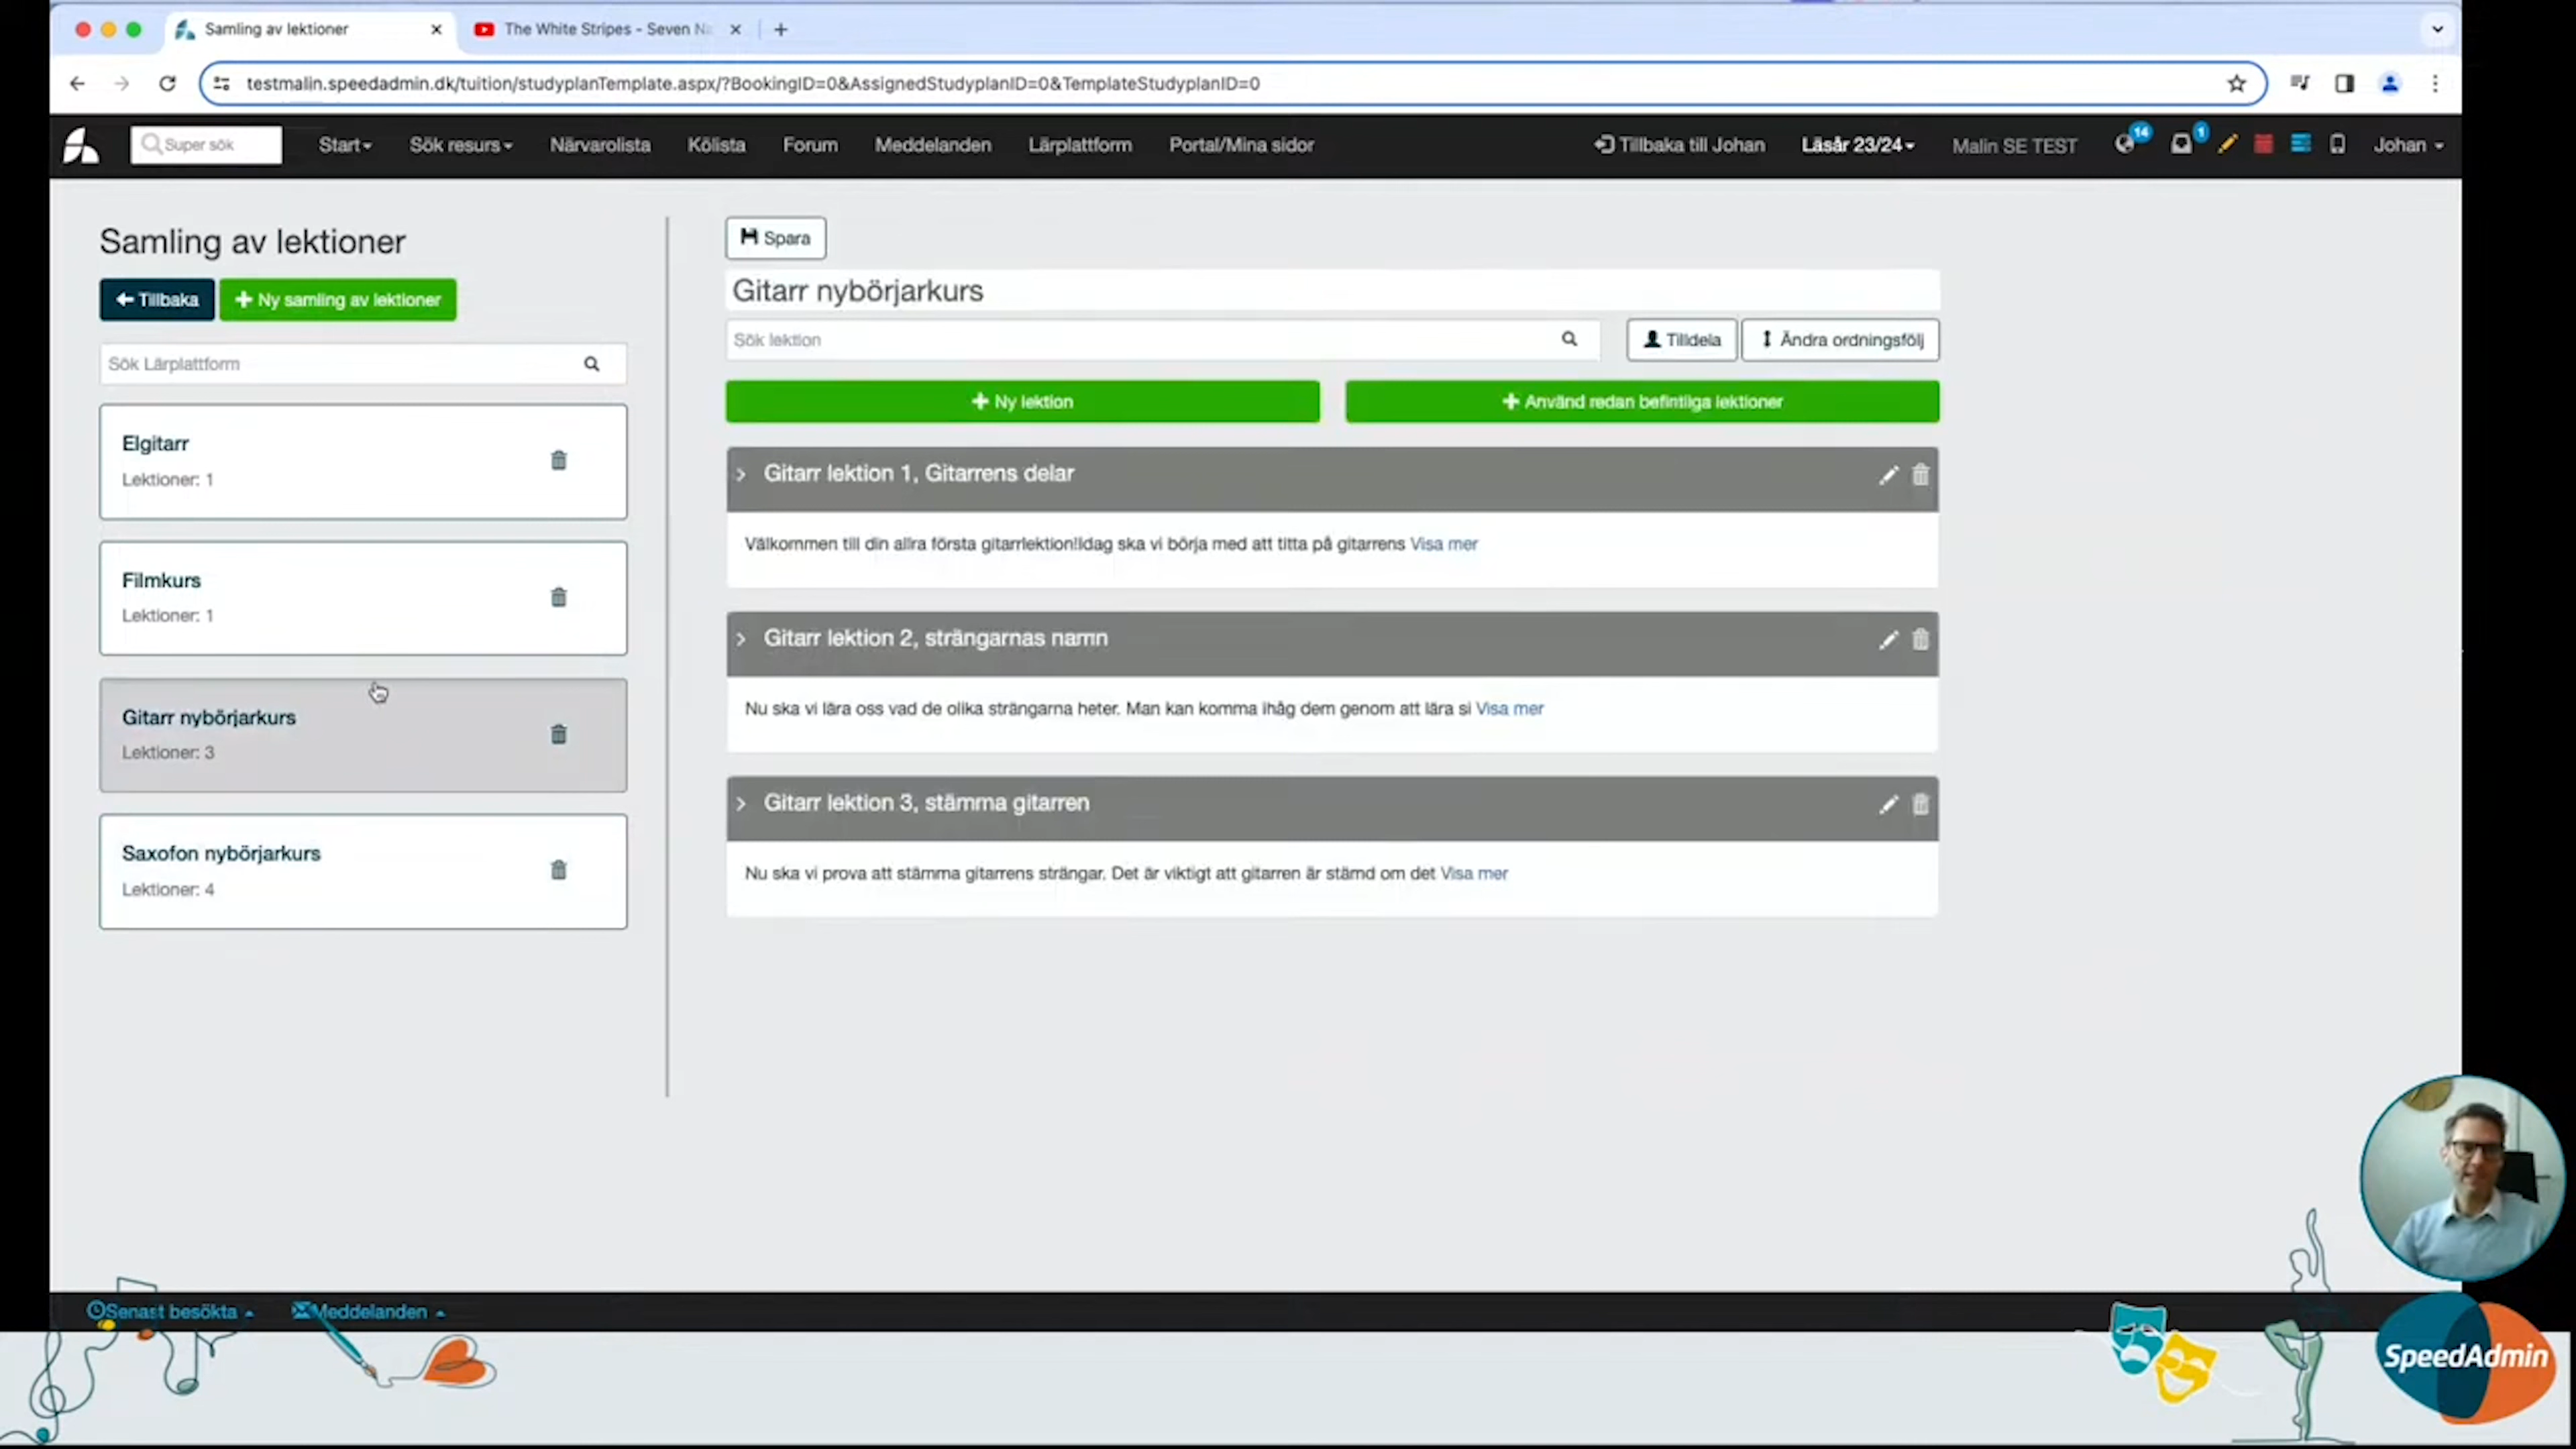 Samling av lektioner
The White Stripes - Seven Na
testmalin.speedadmin.dk/tuition/studyplanTemplate.aspx/?BookingID=0&AssignedStudyplanID=0&TemplateStudyplanID=0
Super sök Start Sök resurs Närvarolista Kölista Forum Meddelanden Lärplattform Portal/Mina sidor Tillbaka till Johan Läsår 23/24 Malin SE TEST 14 1 Johan
Samling av lektioner
Tillbaka
Ny samling av lektioner
Sök Lärplattform
Elgitarr
Lektioner: 1
Filmkurs
Lektioner: 1
Gitarr nybörjarkurs
Lektioner: 3
Saxofon nybörjarkurs
Lektioner: 4
Spara
Gitarr nybörjarkurs
Sök lektion
Tilldela
Ändra ordningsfölj
Ny lektion
Använd redan befintliga lektioner
Gitarr lektion 1, Gitarrens delar
Välkommen till din allra första gitarrlektion!Idag ska vi börja med att titta på gitarrens Visa mer
Gitarr lektion 2, strängarnas namn
Nu ska vi lära oss vad de olika strängarna heter. Man kan komma ihåg dem genom att lära si Visa mer
Gitarr lektion 3, stämma gitarren
Nu ska vi prova att stämma gitarrens strängar. Det är viktigt att gitarren är stämd om det Visa mer
Senast besökta Meddelanden
SpeedAdmin